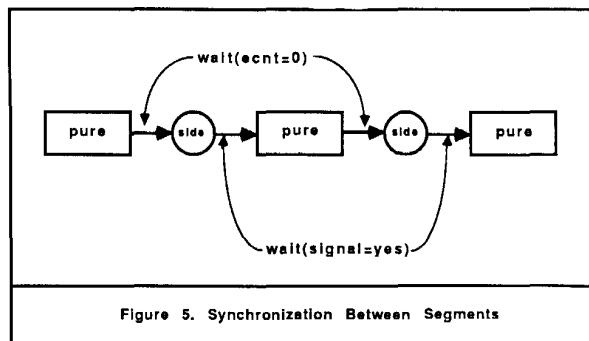 wait(ecnt=0)
pure side pure side pure
wait(signal=yes)
Figure 5. Synchronization Between Segments